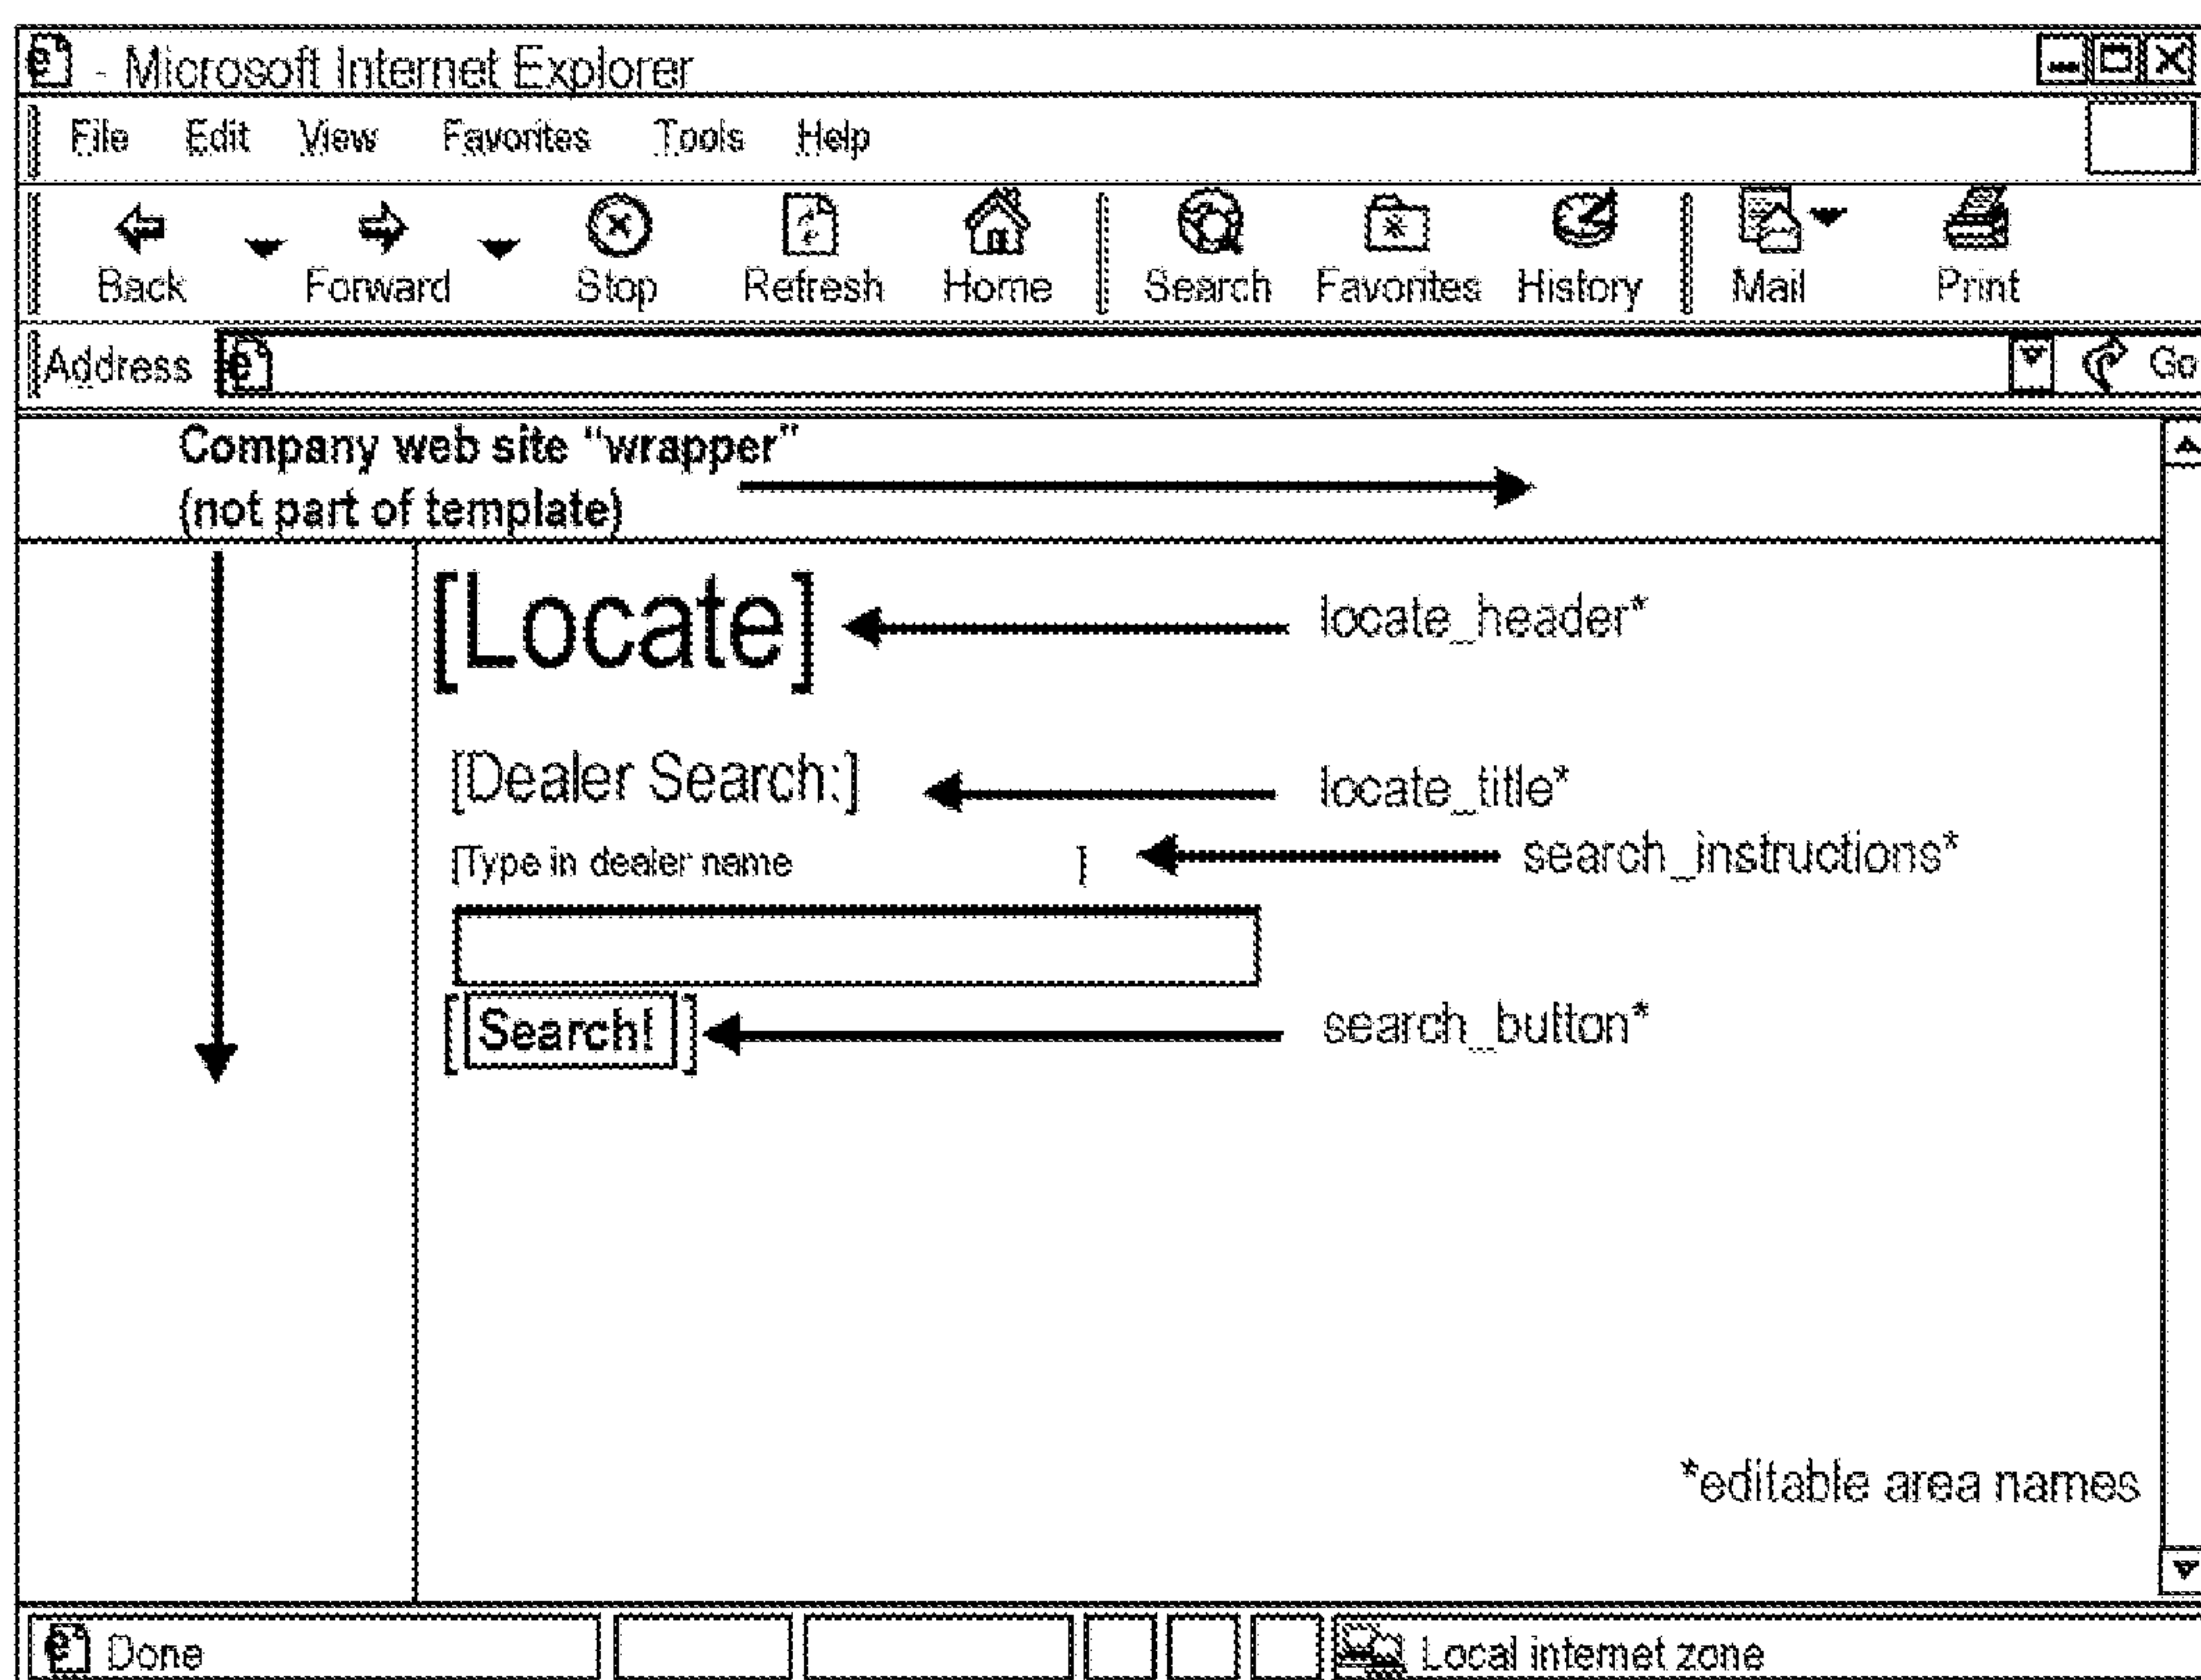 - Microsoft Internet Explorer
File Edit View Favorites Tools Help
Back Forward Stop Refresh Home Search Favorites History Mail Print
Address Go
Company web site “wrapper”
(not part of template)
[Locate] locate_header*
[Dealer Search:] locate_title*
[Type in dealer name ] search_instructions*
[Search!] search_button*
*editable area names
Done Local internet zone